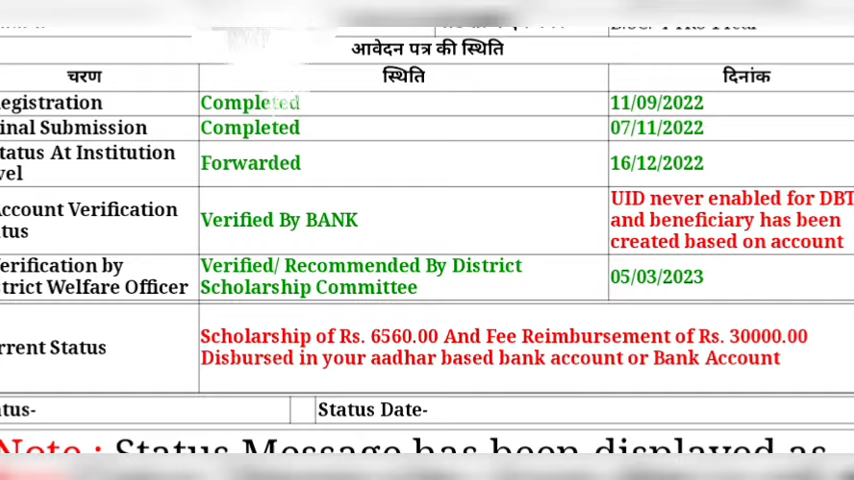 आवेदन पत्र की स्थिति
चरण स्थिति दिनांक
egistration Completed 11/09/2022
inal Submission Completed 07/11/2022
tatus At Institution
vel
Forwarded 16/12/2022
Account Verification
tus
Verified By BANK
UID never enabled for DBT
and beneficiary has been
created based on account
erification by
trict Welfare Officer
Verified/ Recommended By District
Scholarship Committee
05/03/2023
rrent Status
Scholarship of Rs. 6560.00 And Fee Reimbursement of Rs. 30000.00
Disbursed in your aadhar based bank account or Bank Account
atus- Status Date-
Note : Status Message has been displayed as